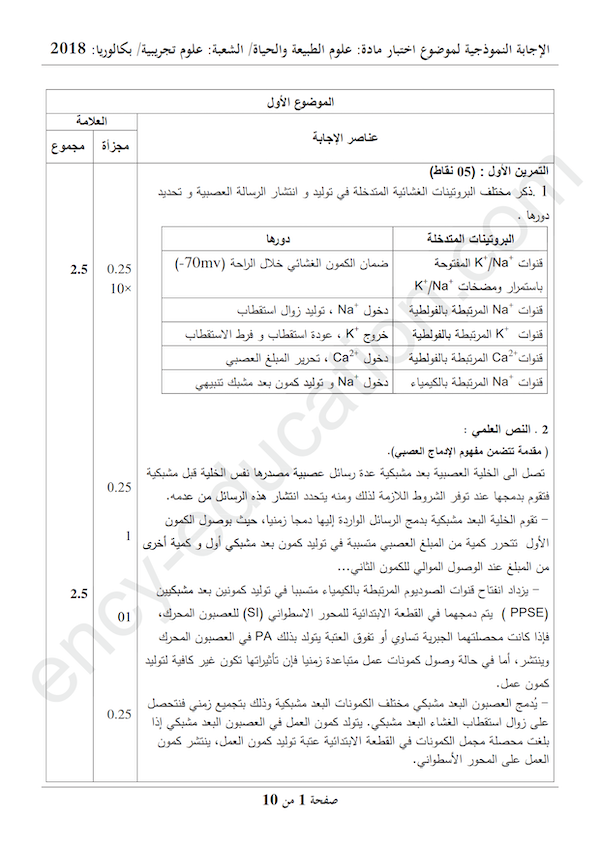 الإجابة النموذجية لموضوع اختبار مادة: علوم الطبيعة والحياة/ الشعبة: علوم تجريبية/ بكالوريا: 2018
الموضوع الأول
عناصر الإجابة
العلامة
مجزأة
مجموع
التمرين الأول : (05 نقاط)
1 .ذكر مختلف البروتينات الغشائية المتدخلة في توليد و انتشار الرسالة العصبية و تحديد
دورها .
البروتينات المتدخلة
دورها
قنوات K⁺/Na⁺ المفتوحة
باستمرار ومضخات K⁺/Na⁺
ضمان الكمون الغشائي خلال الراحة (-70mv)
قنوات Na⁺ المرتبطة بالفولطية
دخول Na⁺ ، توليد زوال استقطاب
قنوات K⁺ المرتبطة بالفولطية
خروج K⁺ ، عودة استقطاب و فرط الاستقطاب
قنوات Ca²⁺ المرتبطة بالفولطية
دخول Ca²⁺ ، تحرير المبلغ العصبي
قنوات Na⁺ المرتبطة بالكيمياء
دخول Na⁺ و توليد كمون بعد مشبك تنبيهي
0.25
×10
2.5
2 . النص العلمي :
( مقدمة تتضمن مفهوم الإدماج العصبي).
تصل الى الخلية العصبية بعد مشبكية عدة رسائل عصبية مصدرها نفس الخلية قبل مشبكية
فتقوم بدمجها عند توفر الشروط اللازمة لذلك ومنه يتحدد انتشار هذه الرسائل من عدمه.
– تقوم الخلية البعد مشبكية بدمج الرسائل الواردة إليها دمجا زمنيا، حيث بوصول الكمون
الأول تتحرر كمية من المبلغ العصبي متسببة في توليد كمون بعد مشبكي أول و كمية أخرى
من المبلغ عند الوصول الموالي للكمون الثاني...
– يزداد انفتاح قنوات الصوديوم المرتبطة بالكيمياء متسببا في توليد كمونين بعد مشبكيين
(PPSE ) يتم دمجهما في القطعة الابتدائية للمحور الاسطواني (SI) للعصبون المحرك،
فإذا كانت محصلتهما الجبرية تساوي أو تفوق العتبة يتولد بذلك PA في العصبون المحرك
وينتشر، أما في حالة وصول كمونات عمل متباعدة زمنيا فإن تأثيراتها تكون غير كافية لتوليد
كمون عمل.
– يُدمج العصبون البعد مشبكي مختلف الكمونات البعد مشبكية وذلك بتجميع زمني فنتحصل
على زوال استقطاب الغشاء البعد مشبكي. يتولد كمون العمل في العصبون البعد مشبكي إذا
بلغت محصلة مجمل الكمونات في القطعة الابتدائية عتبة توليد كمون العمل، ينتشر كمون
العمل على المحور الأسطواني.
0.25
1
01
0.25
2.5
صفحة 1 من 10
ency-education.com